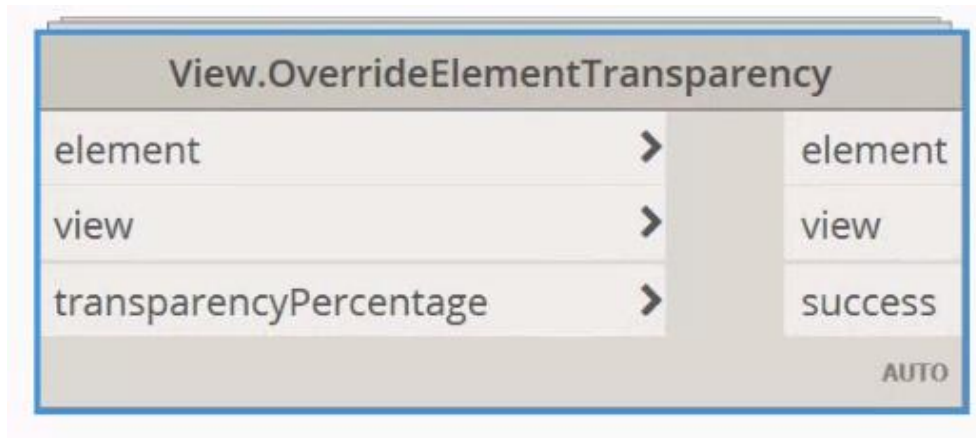 View.OverrideElementTransparency
element element
view view
transparencyPercentage success
AUTO